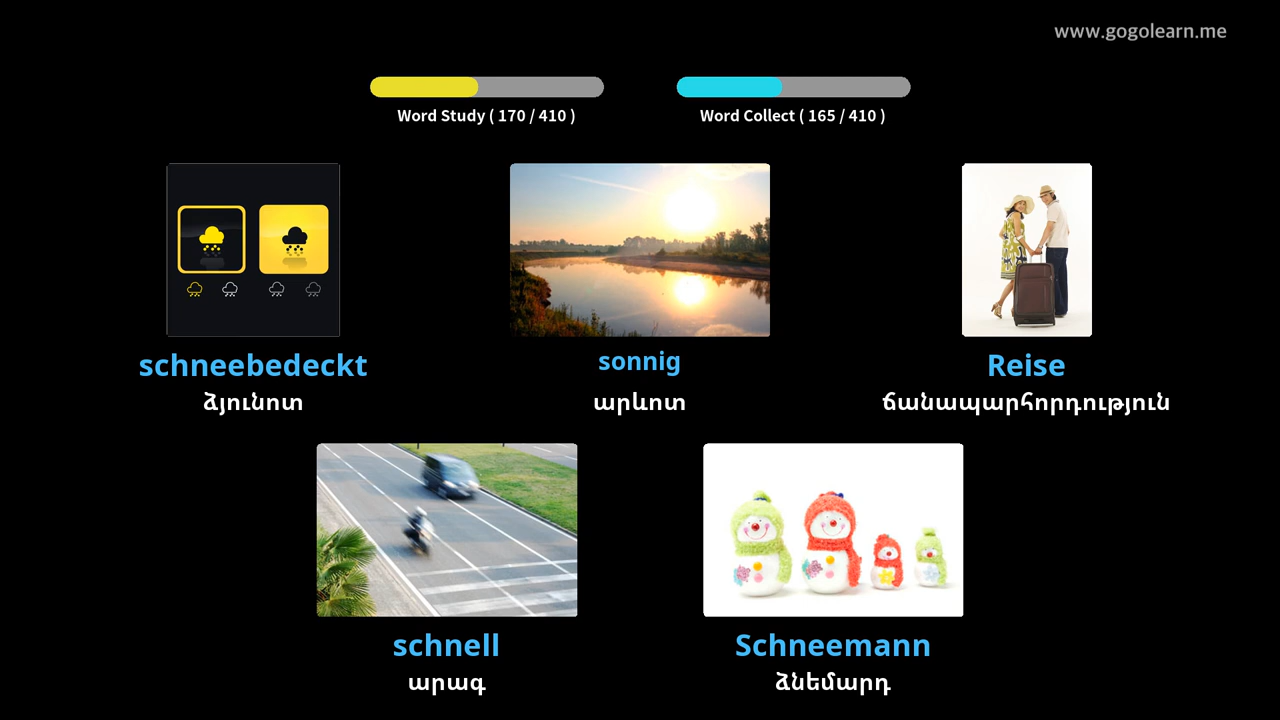 www.gogolearn.me
Word Study ( 170 / 410 )
Word Collect ( 165 / 410 )
schneebedeckt
ձյունոտ
sonnig
արևոտ
Reise
ճանապարհորդություն
schnell
արագ
Schneemann
ձնեմարդ